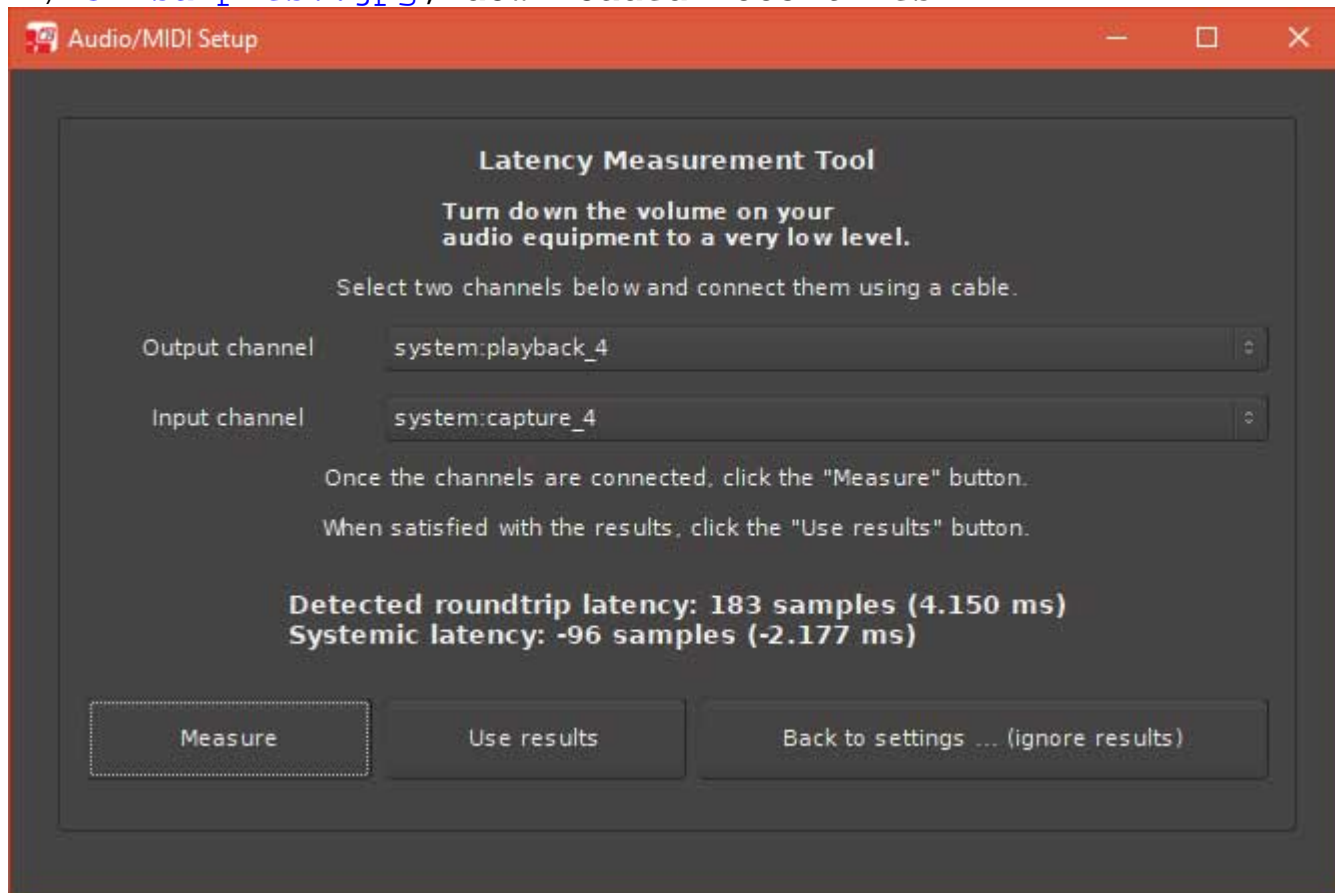 Audio/MIDI Setup
Latency Measurement Tool
Turn down the volume on your
audio equipment to a very low level.
Select two channels below and connect them using a cable.
Output channel system:playback_4
Input channel system:capture_4
Once the channels are connected, click the "Measure" button.
When satisfied with the results, click the "Use results" button.
Detected roundtrip latency: 183 samples (4.150 ms)
Systemic latency: -96 samples (-2.177 ms)
Measure Use results Back to settings ... (ignore results)